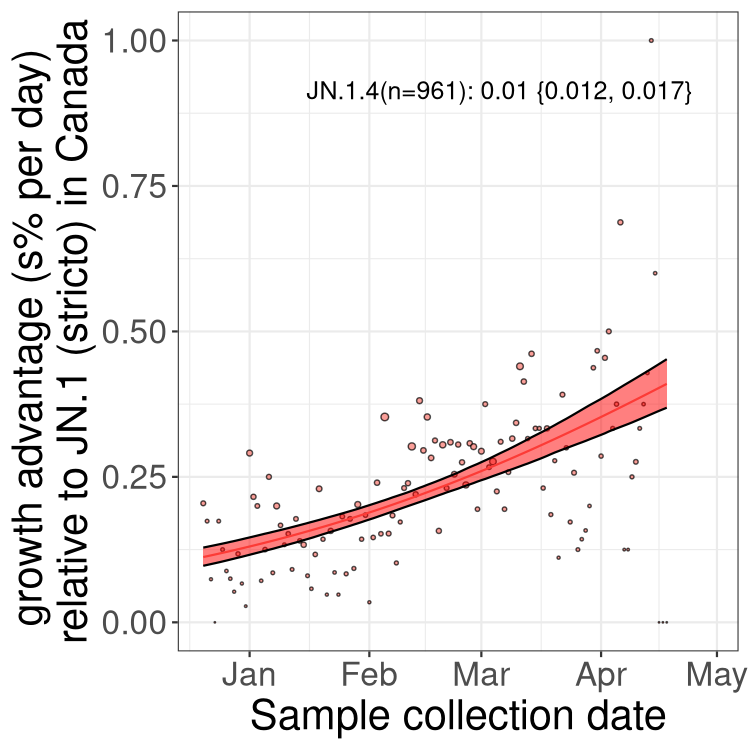 growth advantage (s% per day)
relative to JN.1 (stricto) in Canada
JN.1.4(n=961): 0.01 {0.012, 0.017}
1.00
0.75
0.50
0.25
0.00
Jan Feb Mar Apr May
Sample collection date